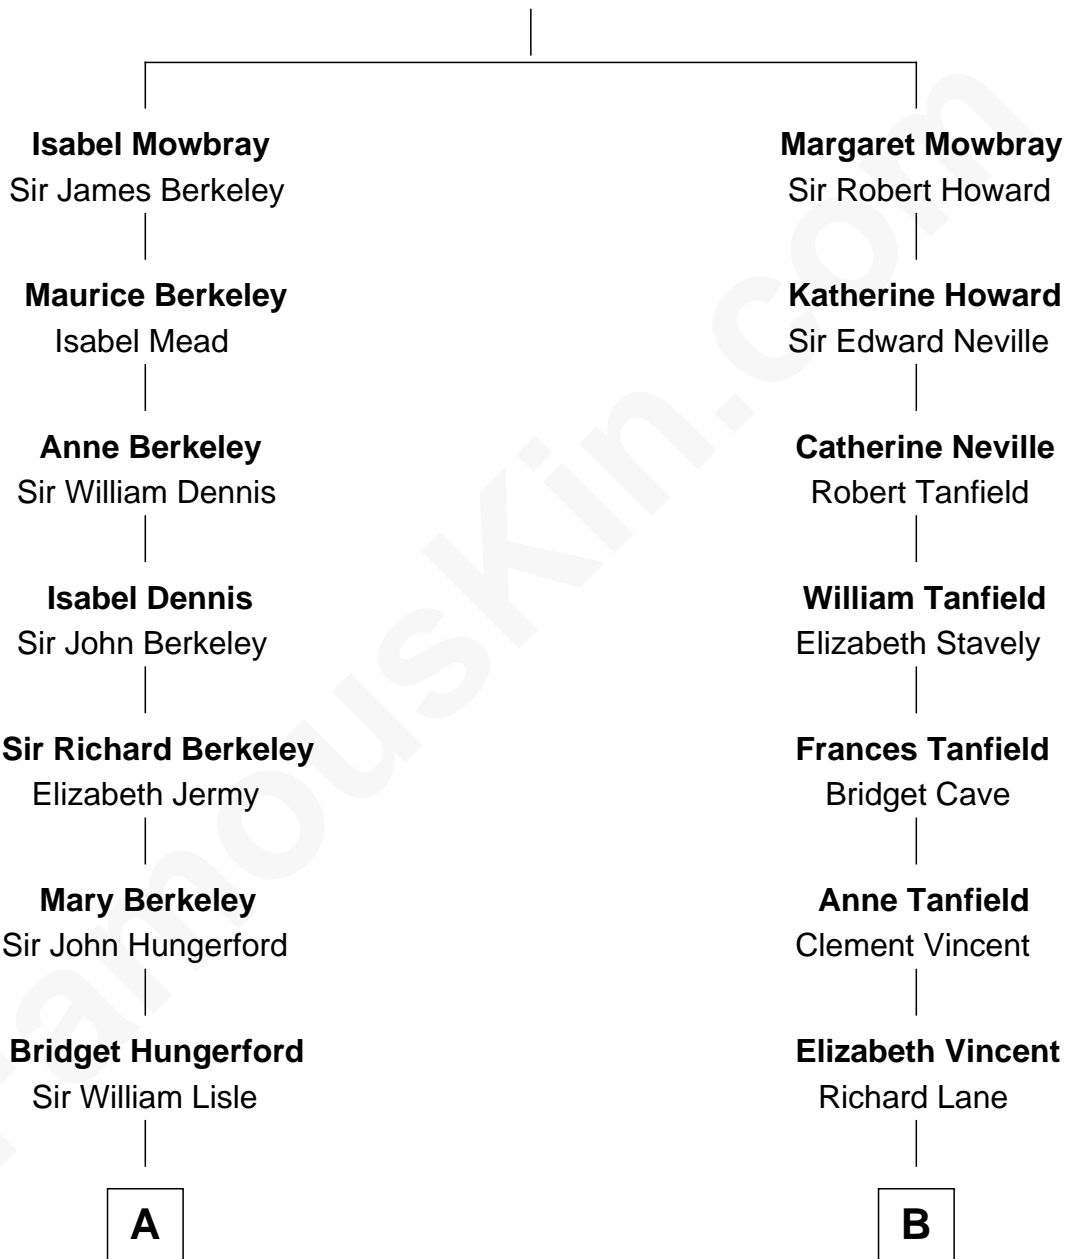 Isabel Mowbray
Sir James Berkeley
Maurice Berkeley
Isabel Mead
Anne Berkeley
Sir William Dennis
Isabel Dennis
Sir John Berkeley
Sir Richard Berkeley
Elizabeth Jermy
Mary Berkeley
Sir John Hungerford
Bridget Hungerford
Sir William Lisle
A
Margaret Mowbray
Sir Robert Howard
Katherine Howard
Sir Edward Neville
Catherine Neville
Robert Tanfield
William Tanfield
Elizabeth Stavely
Frances Tanfield
Bridget Cave
Anne Tanfield
Clement Vincent
Elizabeth Vincent
Richard Lane
B
FamousKin.com